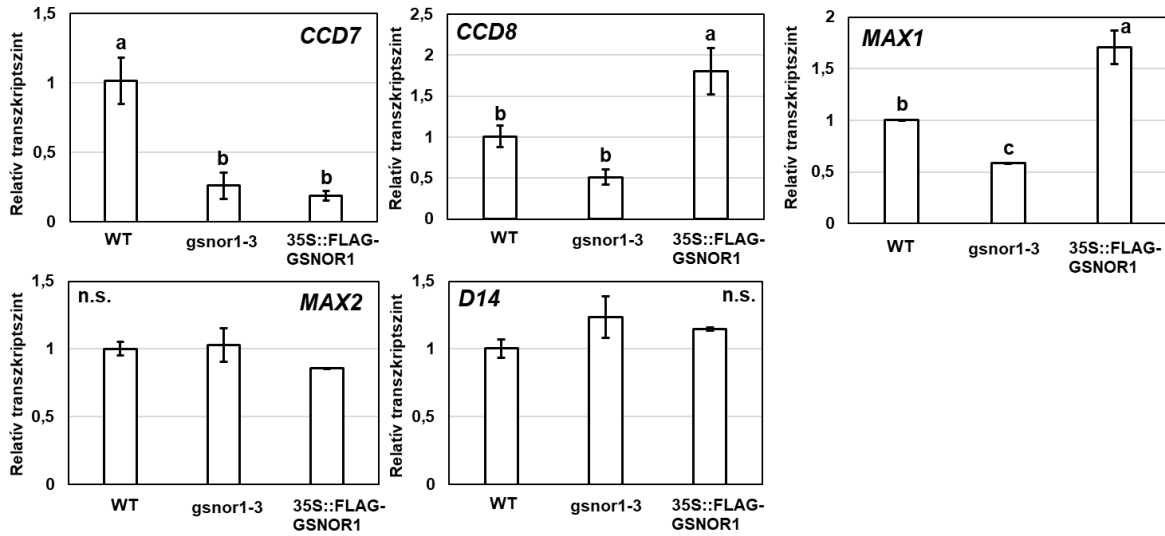 Relatív transzkriptszint
1,5
1
0,5
0
CCD7
a
b
b
WT
gsnor1-3
35S::FLAG-
GSNOR1
Relatív transzkriptszint
2,5
2
1,5
1
0,5
0
CCD8
b
b
a
WT
gsnor1-3
35S::FLAG-
GSNOR1
Relatív transzkriptszint
2
1,5
1
0,5
0
MAX1
b
c
a
WT
gsnor1-3
35S::FLAG-
GSNOR1
Relatív transzkriptszint
1,5
1
0,5
0
n.s.
MAX2
WT
gsnor1-3
35S::FLAG-
GSNOR1
Relatív transzkriptszint
1,5
1
0,5
0
D14
n.s.
WT
gsnor1-3
35S::FLAG-
GSNOR1